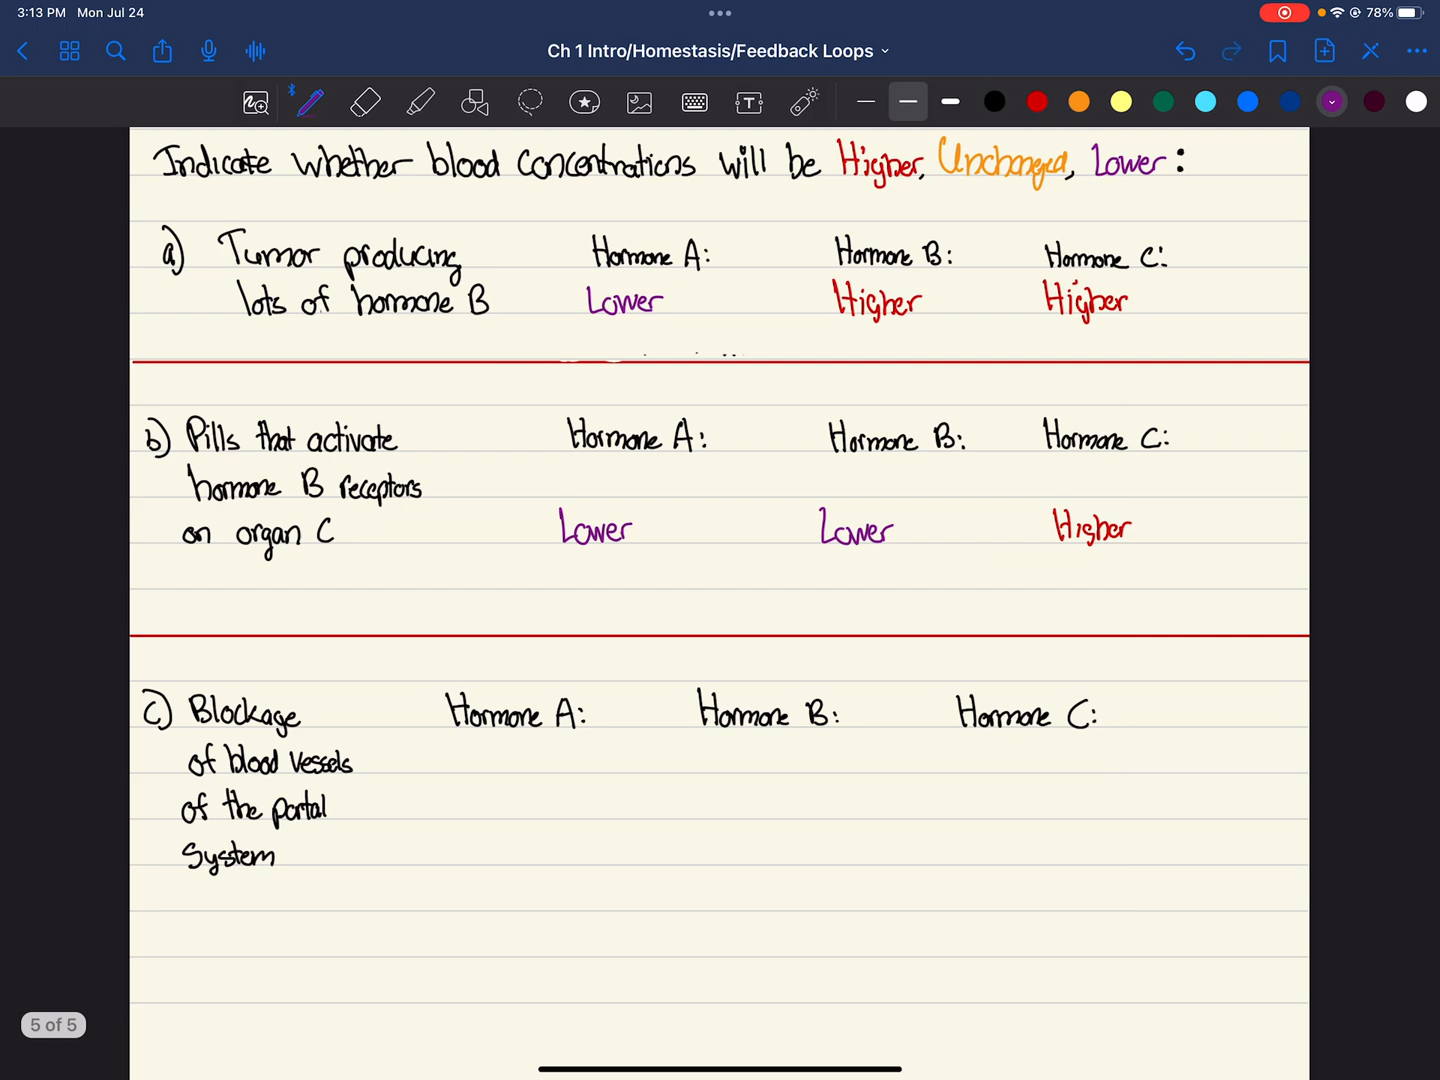 3:13 PM Mon Jul 24
78%
Ch 1 Intro/Homestasis/Feedback Loops
Indicate whether blood concentrations will be Higher, Unchanged, Lower:
a) Tumor producing Hormone A: Hormone B: Hormone C:
lots of hormone B Lower Higher Higher
b) Pills that activate Hormone A: Hormone B: Hormone C:
hormone B receptors
on organ C Lower Lower Higher
c) Blockage Hormone A: Hormone B: Hormone C:
of blood vessels
of the portal
system
5 of 5